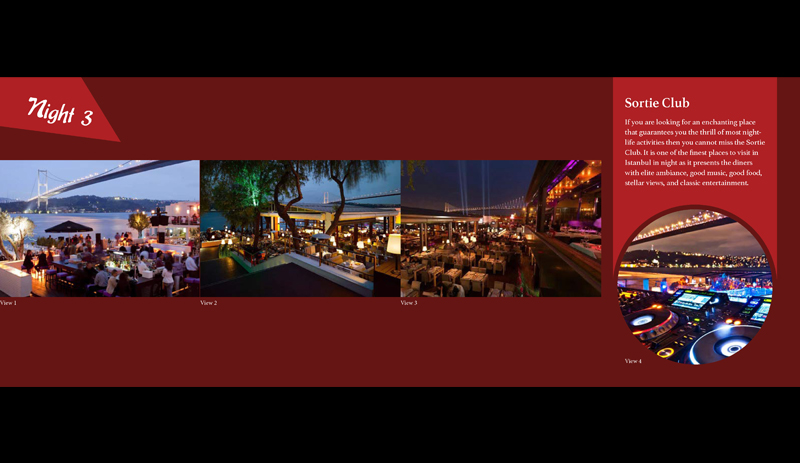 Night 3
Sortie Club
If you are looking for an enchanting place
that guarantees you the thrill of most night-
life activities then you cannot miss the Sortie
Club. It is one of the finest places to visit in
Istanbul in night as it presents the diners
with elite ambiance, good music, good food,
stellar views, and classic entertainment.
View 1
View 2
View 3
View 4